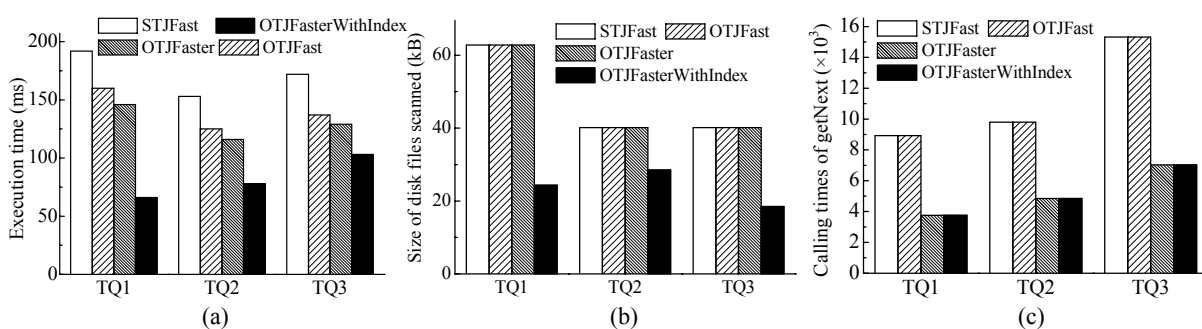 STJFast
OTJFasterWithIndex
OTJFaster
OTJFast
200
150
100
50
0
Execution time (ms)
TQ1
TQ2
TQ3
(a)
STJFast
OTJFast
OTJFaster
OTJFasterWithIndex
60
40
20
0
Size of disk files scanned (kB)
TQ1
TQ2
TQ3
(b)
STJFast
OTJFast
OTJFaster
OTJFasterWithIndex
16
14
12
10
8
6
4
2
0
Calling times of getNext (×10³)
TQ1
TQ2
TQ3
(c)